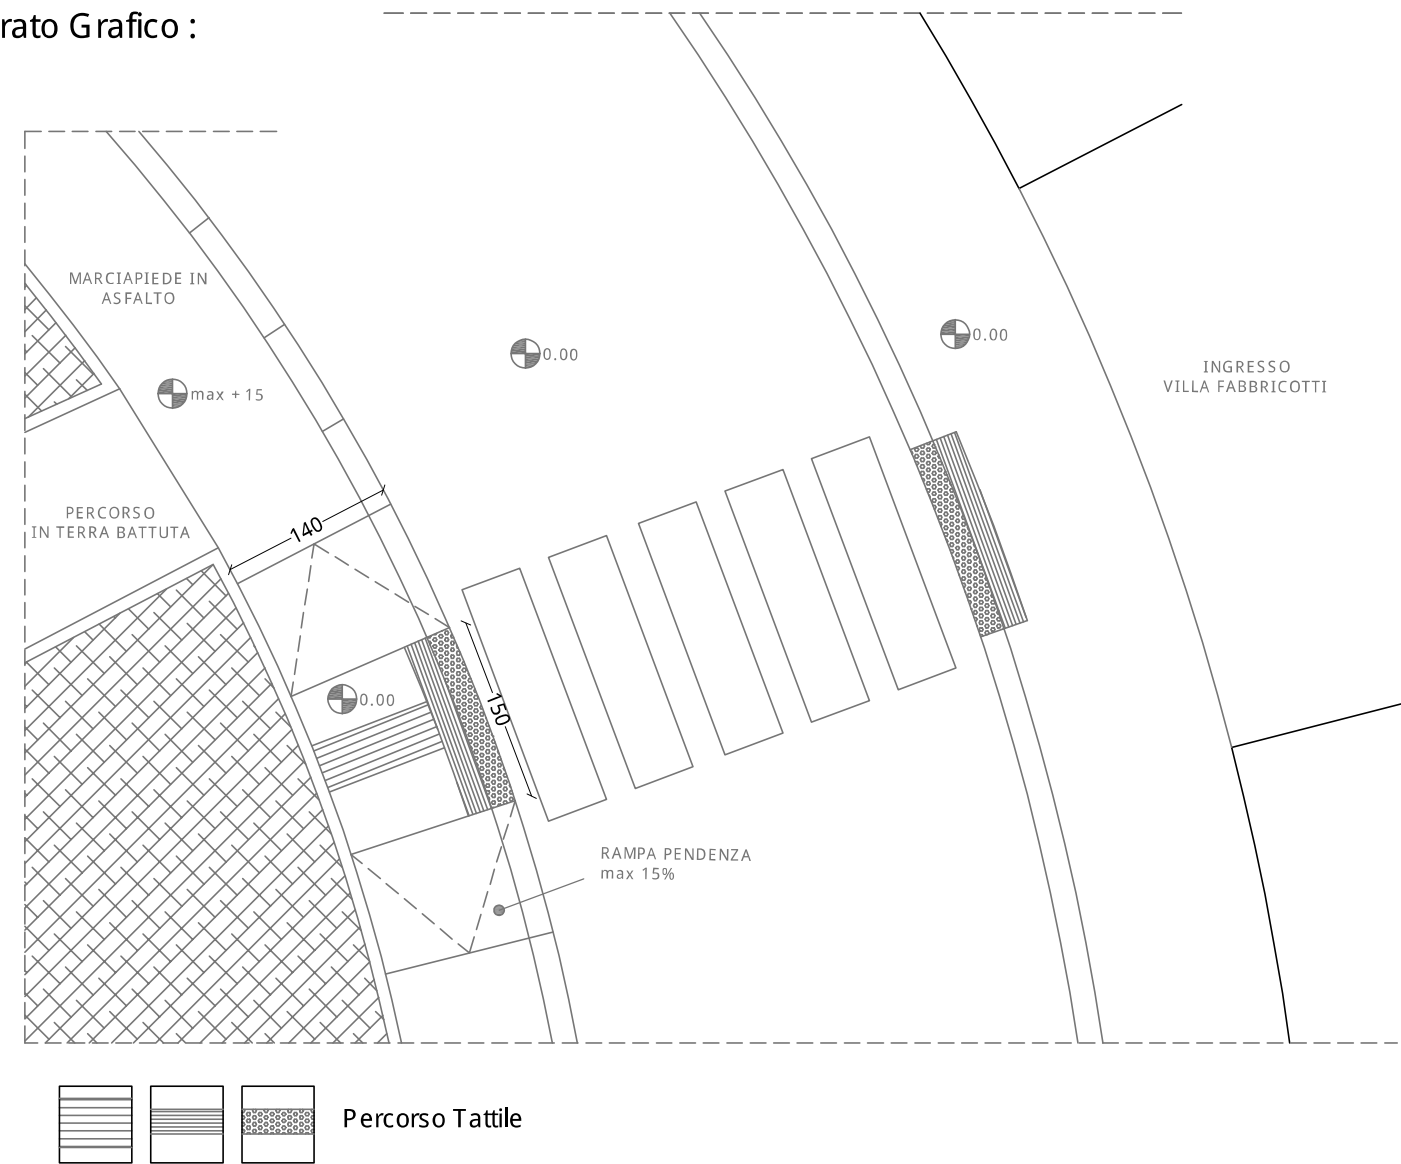 rato Grafico :
MARCIAPIEDE IN
ASFALTO
0.00
0.00
INGRESSO
VILLA FABBRICOTTI
max + 15
PERCORSO
IN TERRA BATTUTA
140
0.00
150
RAMPA PENDENZA
max 15%
Percorso Tattile